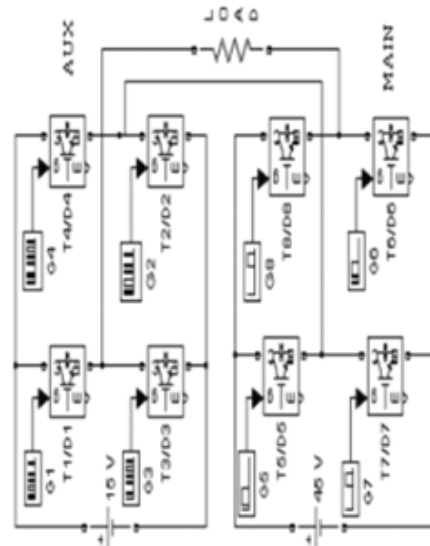 LOAD
AUX
MAIN
G4
T4/D4
G2
T2/D2
G8
T8/D8
G6
T6/D6
G1
T1/D1
G3
T3/D3
G5
T5/D5
G7
T7/D7
15 V
45 V